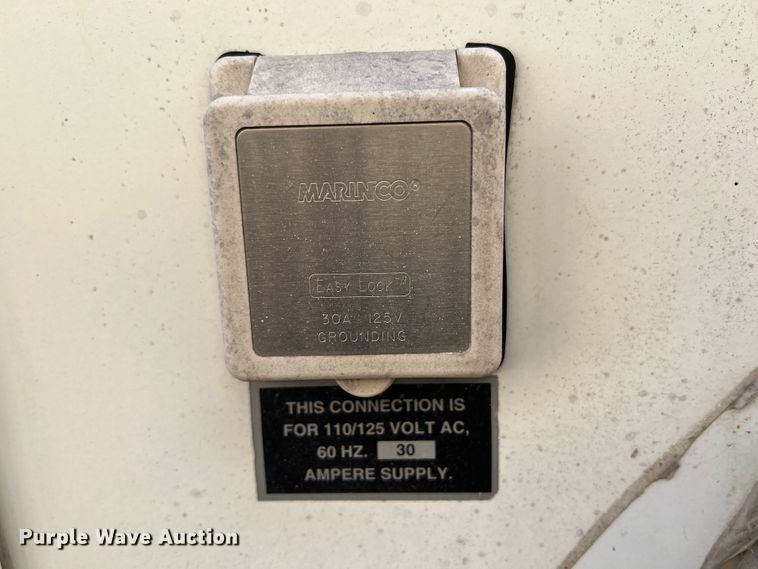 MARINCO®
EASY LOCK™
30A 125V
GROUNDING
THIS CONNECTION IS
FOR 110/125 VOLT AC,
60 HZ. 30
AMPERE SUPPLY.
Purple Wave Auction